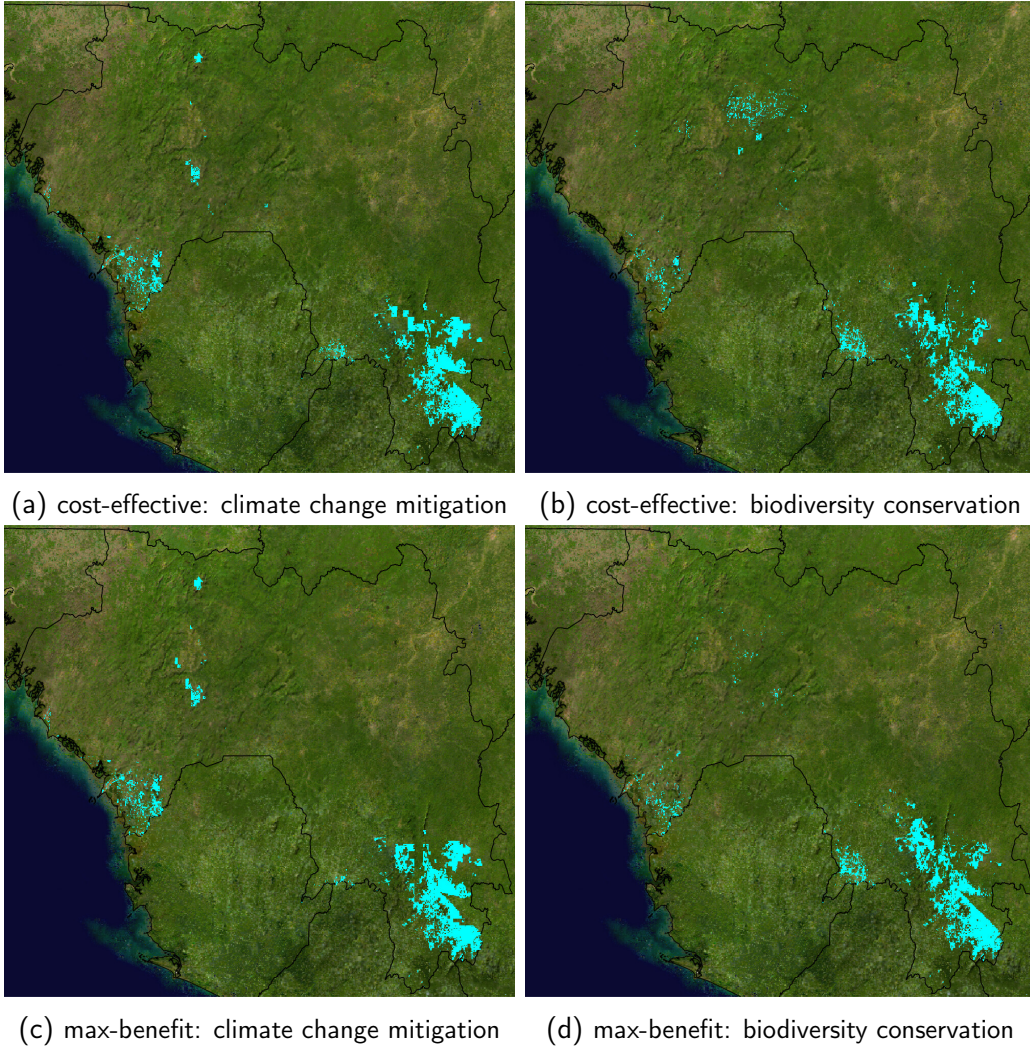 (a) cost-effective: climate change mitigation
(b) cost-effective: biodiversity conservation
(c) max-benefit: climate change mitigation
(d) max-benefit: biodiversity conservation